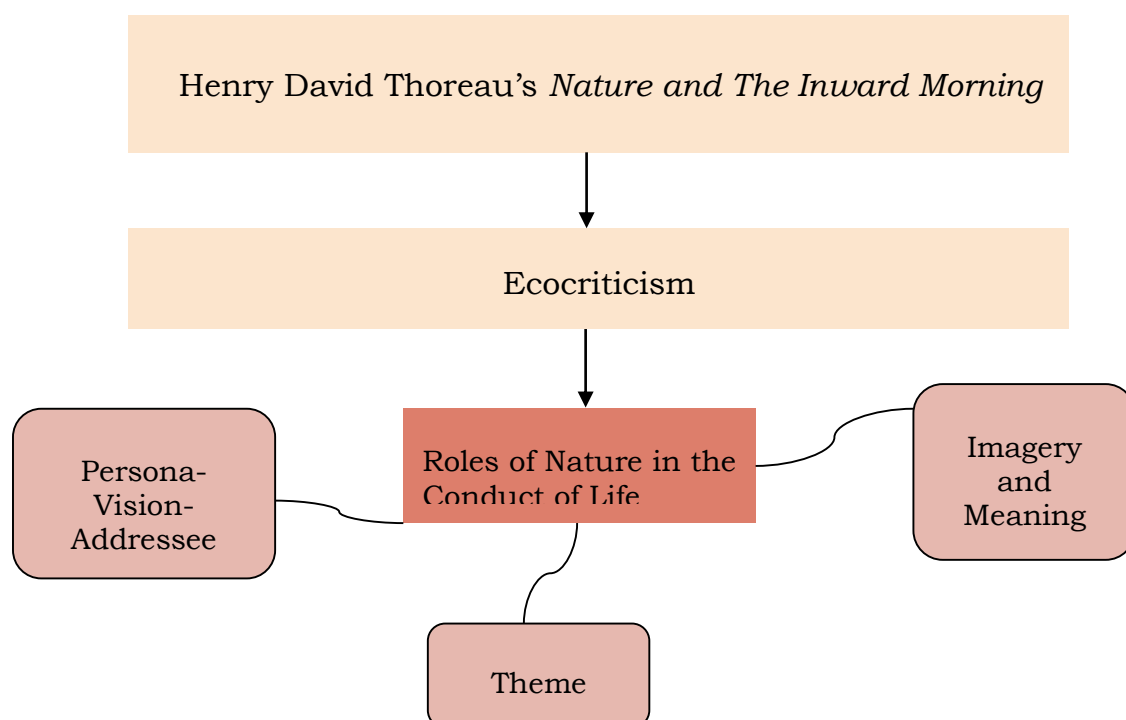 Henry David Thoreau’s Nature and The Inward Morning
Ecocriticism
Roles of Nature in the
Conduct of Life
Persona-
Vision-
Addressee
Imagery
and
Meaning
Theme